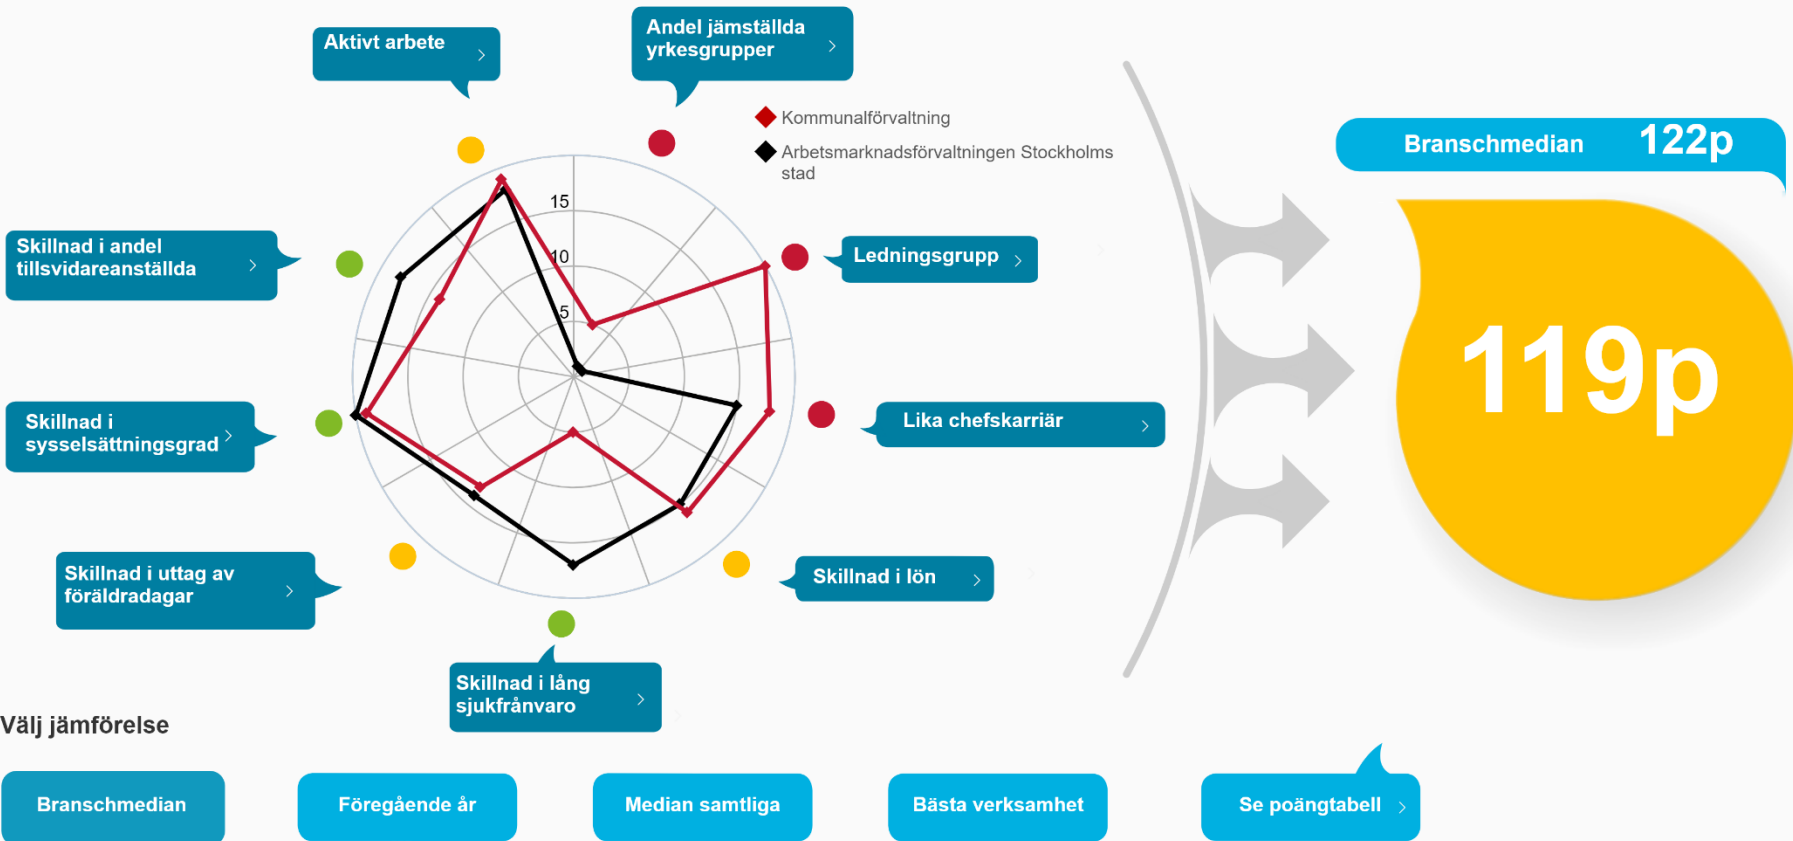 Aktivt arbete
Andel jämställda
yrkesgrupper
Kommunalförvaltning
Arbetsmarknadsförvaltningen Stockholms
stad
Branschmedian 122p
15
10
5
Skillnad i andel
tillsvidareanställda
Ledningsgrupp
119p
Skillnad i
sysselsättningsgrad
Lika chefskarriär
Skillnad i uttag av
föräldradagar
Skillnad i lön
Skillnad i lång
sjukfrånvaro
Välj jämförelse
Branschmedian
Föregående år
Median samtliga
Bästa verksamhet
Se poängtabell